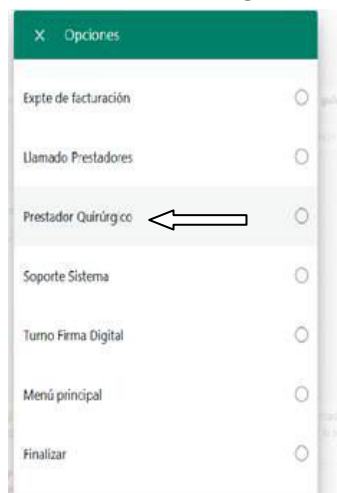 X Opciones
Expte de facturación
Llamado Prestadores
Prestador Quirúrgico
Soporte Sistema
Turno Firma Digital
Menú principal
Finalizar